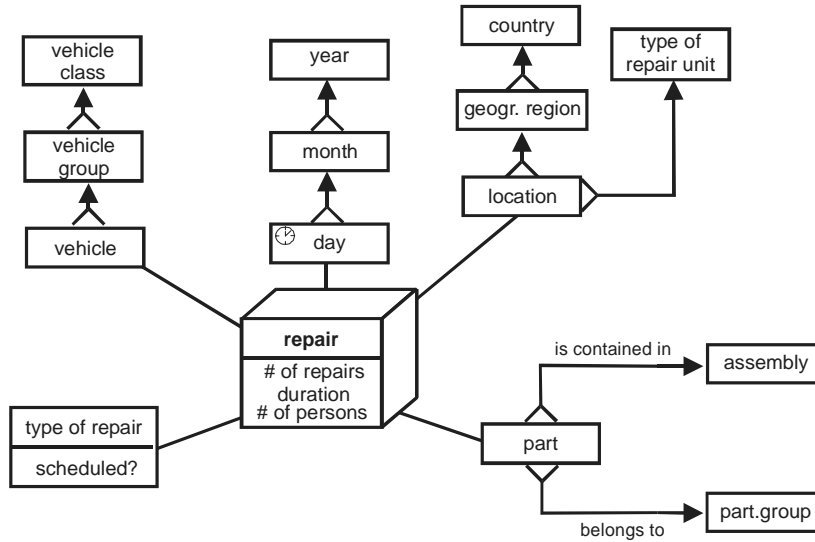 vehicle
class
year
country
type of
repair unit
geogr. region
vehicle
group
month
location
vehicle
day
repair
# of repairs
duration
# of persons
is contained in
assembly
type of repair
scheduled?
part
belongs to
part.group